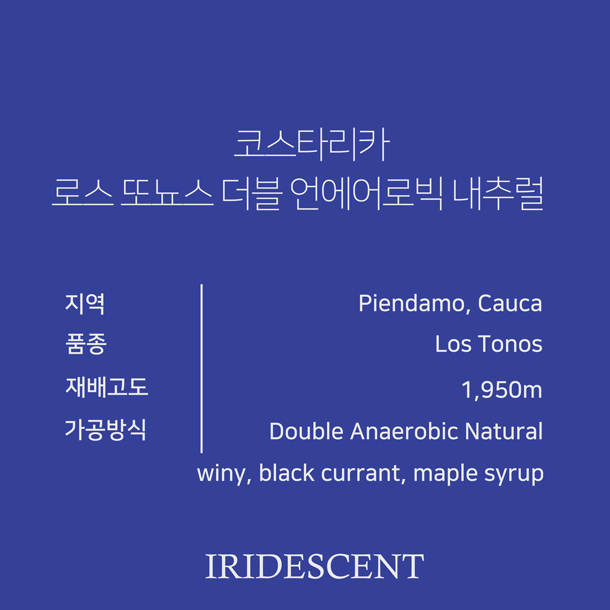 코스타리카
로스 또뇨스 더블 언에어로빅 내추럴
지역 Piendamo, Cauca
품종 Los Tonos
재배고도 1,950m
가공방식 Double Anaerobic Natural
winy, black currant, maple syrup
IRIDESCENT